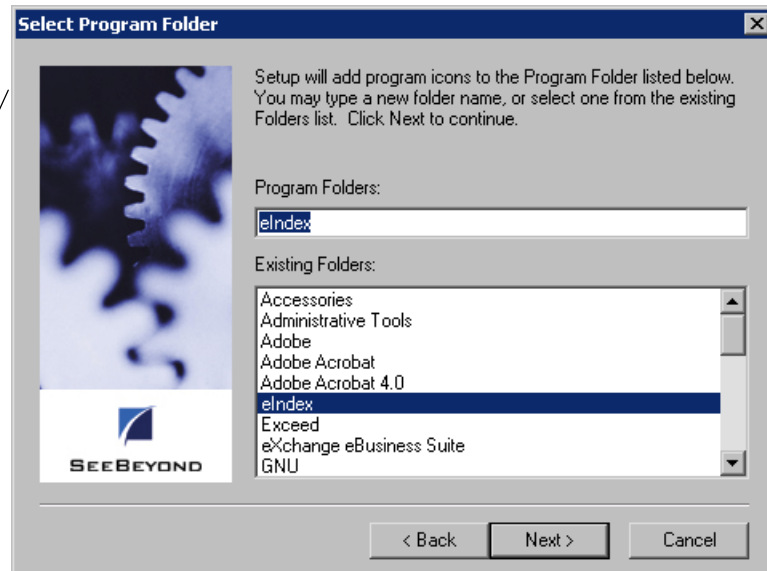 Select Program Folder
Setup will add program icons to the Program Folder listed below.
You may type a new folder name, or select one from the existing
Folders list. Click Next to continue.
Program Folders:
eIndex
Existing Folders:
Accessories
Administrative Tools
Adobe
Adobe Acrobat
Adobe Acrobat 4.0
eIndex
Exceed
eXchange eBusiness Suite
GNU
SEEBEYOND
< Back
Next >
Cancel